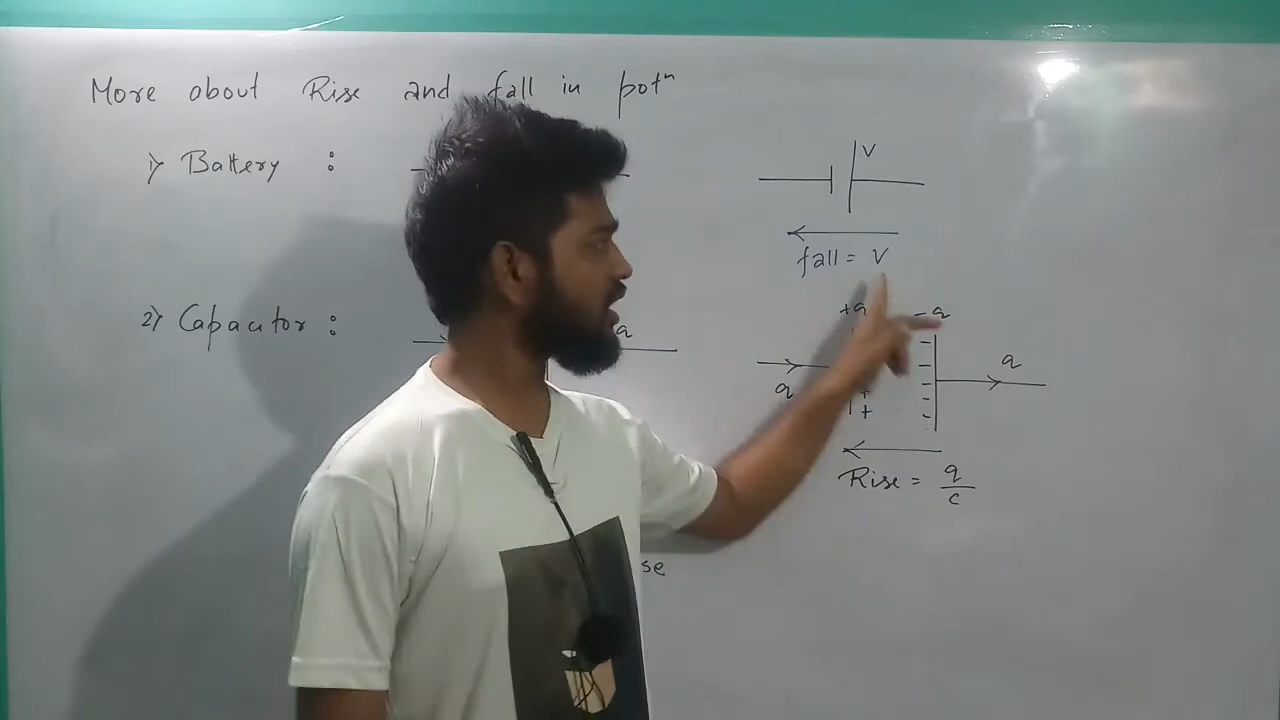 More about Rise and fall in potⁿ
1) Battery :
V
fall = V
2) Capacitor :
q
+q
-q
q
q
Rise = q/c
se